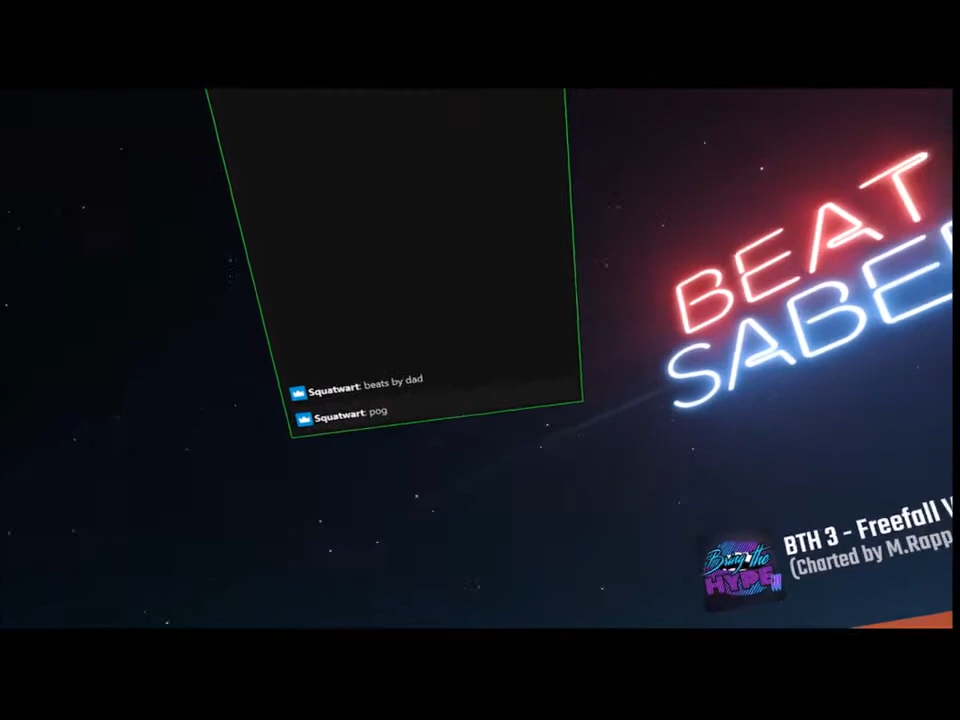 BEAT
SABE
Squatwart: beats by dad
Squatwart: pog
BTH 3 - Freefall
(Charted by M.Rapp
Bring the
HYPE